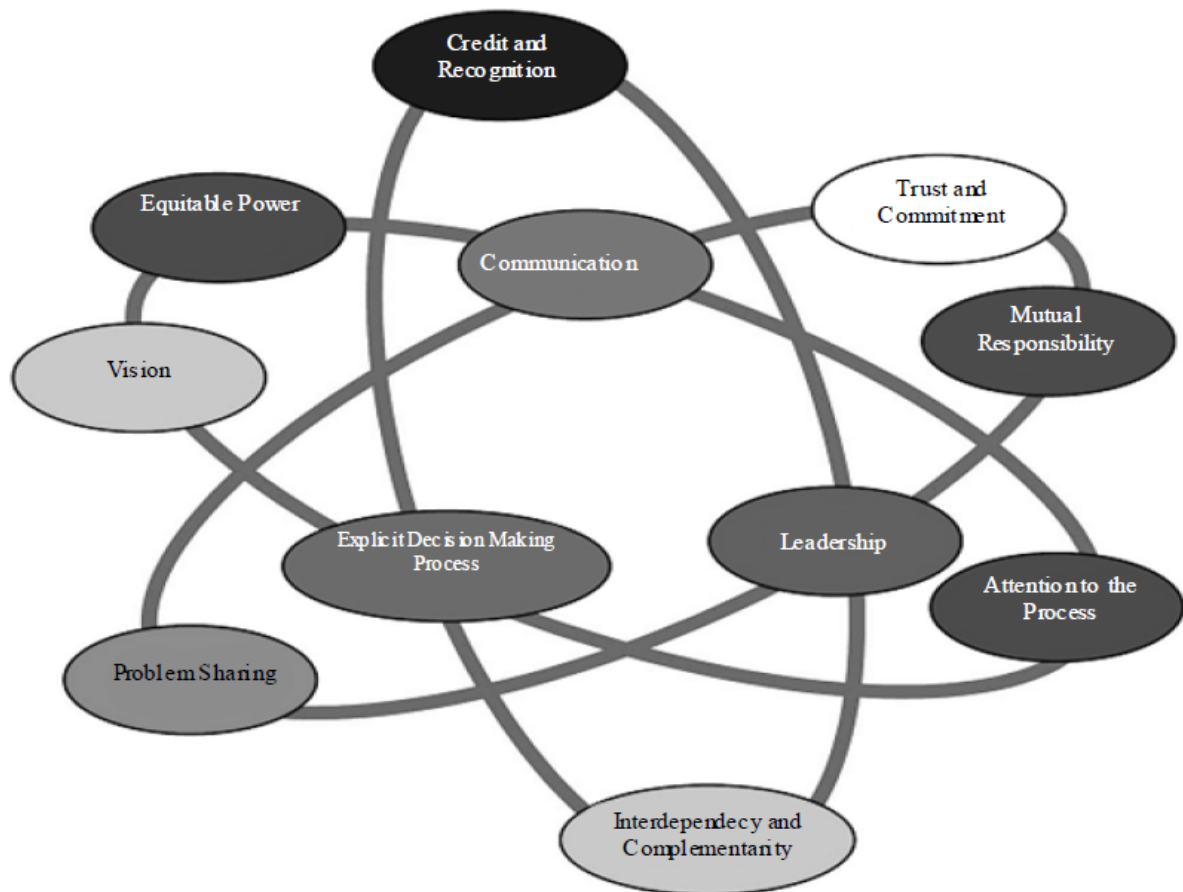 Credit and
Recognition
Equitable Power
Trust and
Commitment
Communication
Mutual
Responsibility
Vision
Explicit Decision Making
Process
Leadership
Attention to the
Process
Problem Sharing
Interdependecy and
Complementarity